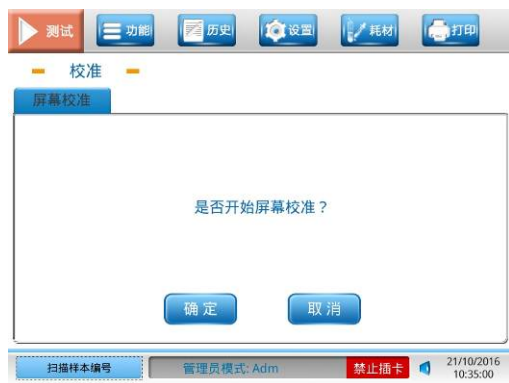 测试 功能 历史 设置 耗材 打印
校准
屏幕校准
是否开始屏幕校准？
确定 取消
扫描样本编号 管理员模式: Adm 禁止插卡 21/10/2016
10:35:00